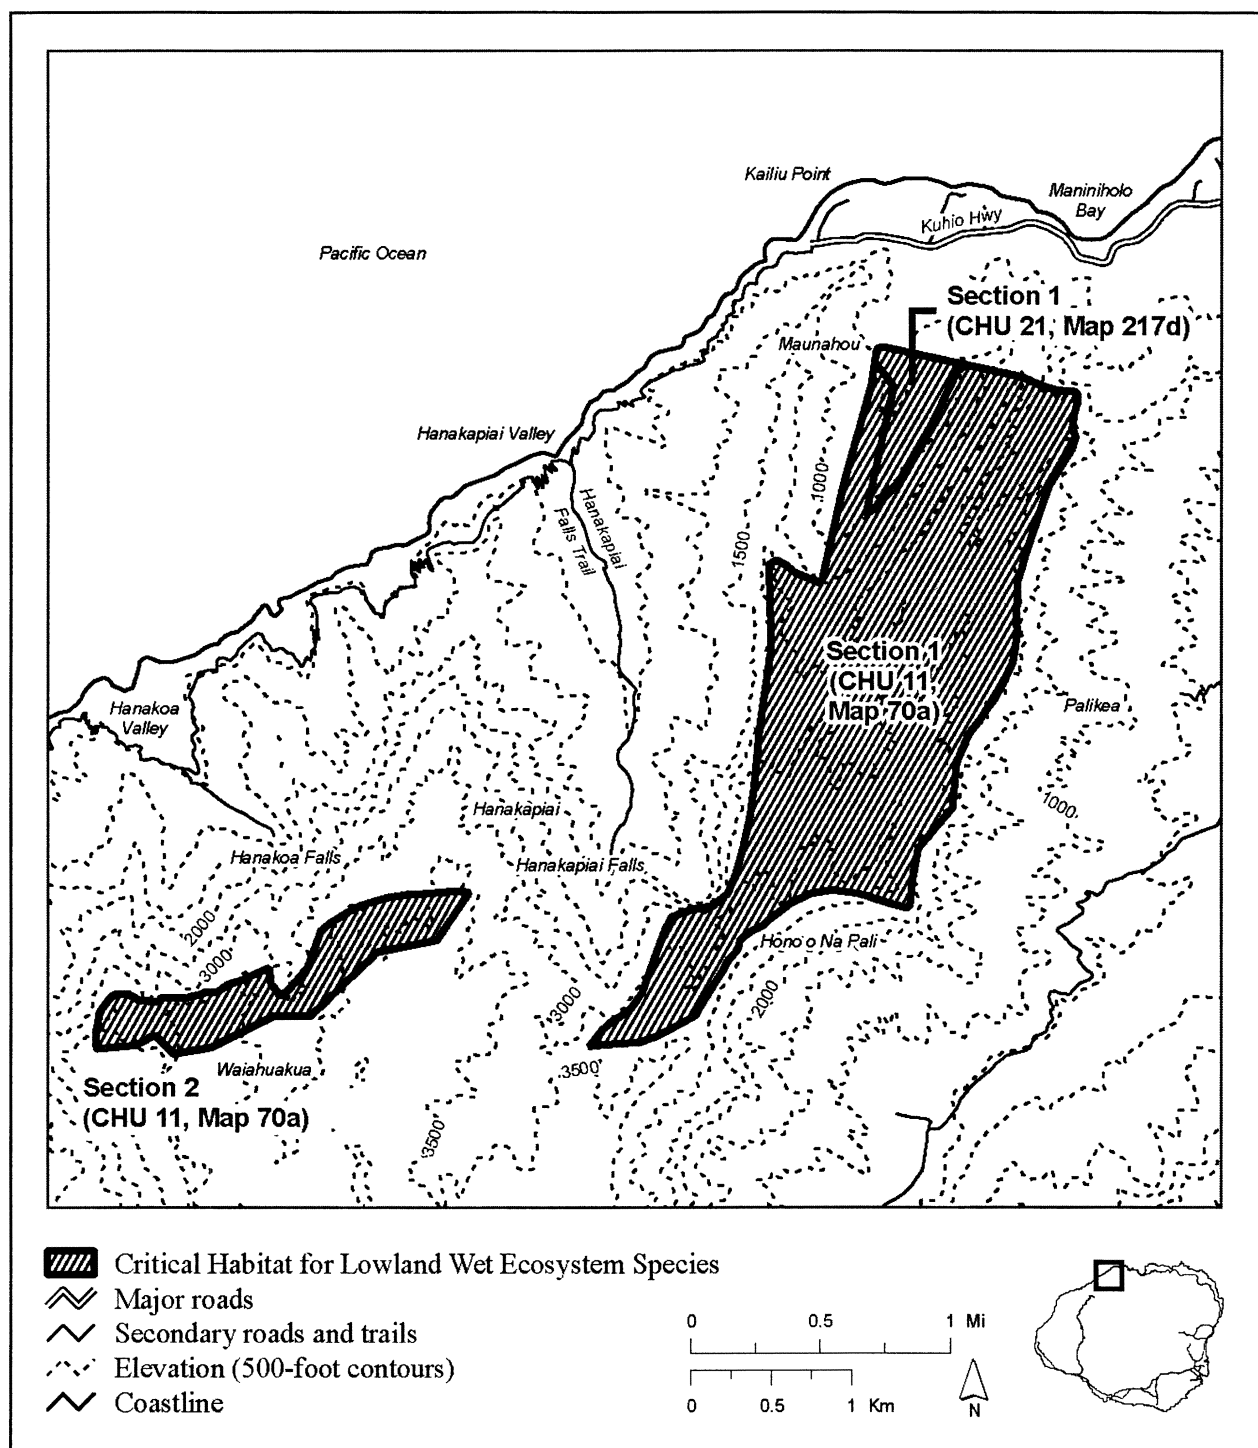 Kailiu Point
Maniniholo
Bay
Kuhio Hwy
Pacific Ocean
Section 1
(CHU 21, Map 217d)
Maunahou
Hanakapiai Valley
1000
Hanakapiai
Falls Trail
1500
Section 1
(CHU 11,
Map 70a)
Hanakoa
Valley
Palikea
1000
Hanakapiai
Hanakoa Falls
Hanakapiai Falls
2000
3000
Hono o Na Pali
3000
2000
3500
Waiahuakua
Section 2
(CHU 11, Map 70a)
3500
Critical Habitat for Lowland Wet Ecosystem Species
Major roads
Secondary roads and trails
Elevation (500-foot contours)
Coastline
0 0.5 1 Mi
0 0.5 1 Km
N